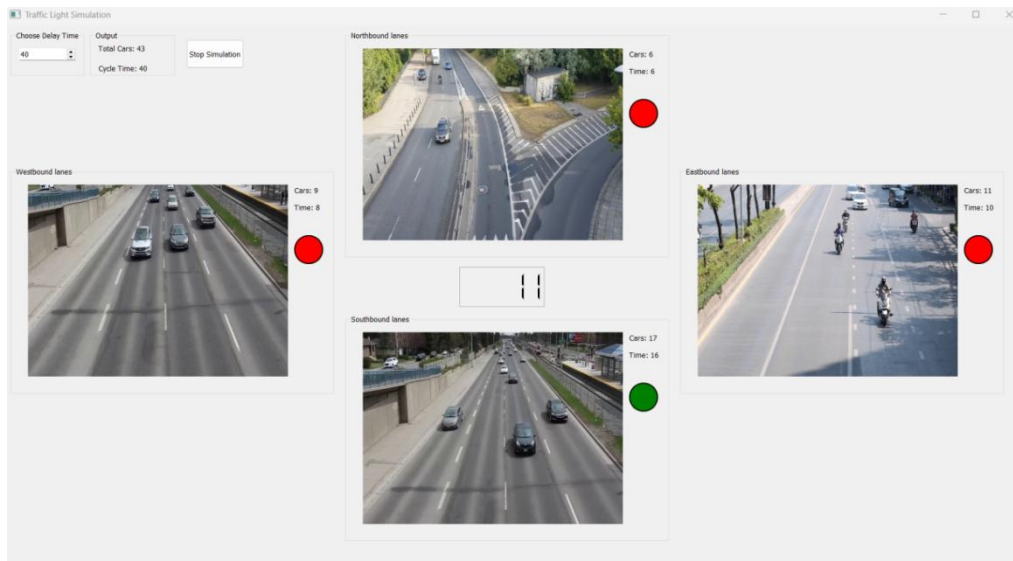 Traffic Light Simulation
Choose Delay Time
40
Output
Total Cars: 43
Cycle Time: 40
Stop Simulation
Northbound lanes
Cars: 6
Time: 6
Westbound lanes
Cars: 9
Time: 8
Eastbound lanes
Cars: 11
Time: 10
11
Southbound lanes
Cars: 17
Time: 16